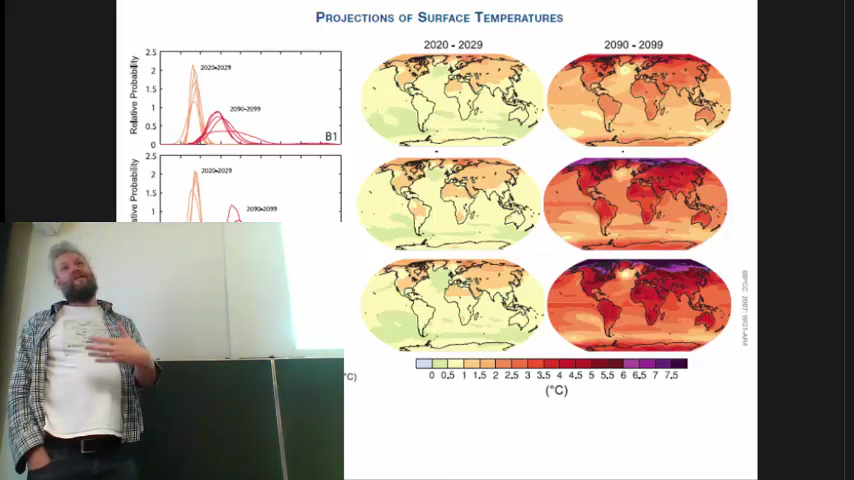 PROJECTIONS OF SURFACE TEMPERATURES
2020 - 2029
2090 - 2099
Relative Probability
2.5
2
1.5
1
0.5
0
2020-2029
2090-2099
B1
Relative Probability
2.5
2
1.5
1
2020-2029
2090-2099
©IPCC 2007: WG1-AR4
0 0.5 1 1.5 2 2.5 3 3.5 4 4.5 5 5.5 6 6.5 7 7.5
(°C)
(°C)